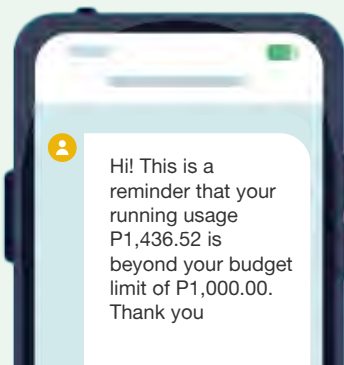 Hi! This is a
reminder that your
running usage
P1,436.52 is
beyond your budget
limit of P1,000.00.
Thank you